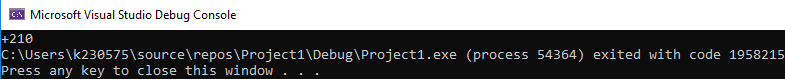 Microsoft Visual Studio Debug Console
+210
C:\Users\k230575\source\repos\Project1\Debug\Project1.exe (process 54364) exited with code 1958215
Press any key to close this window . . .